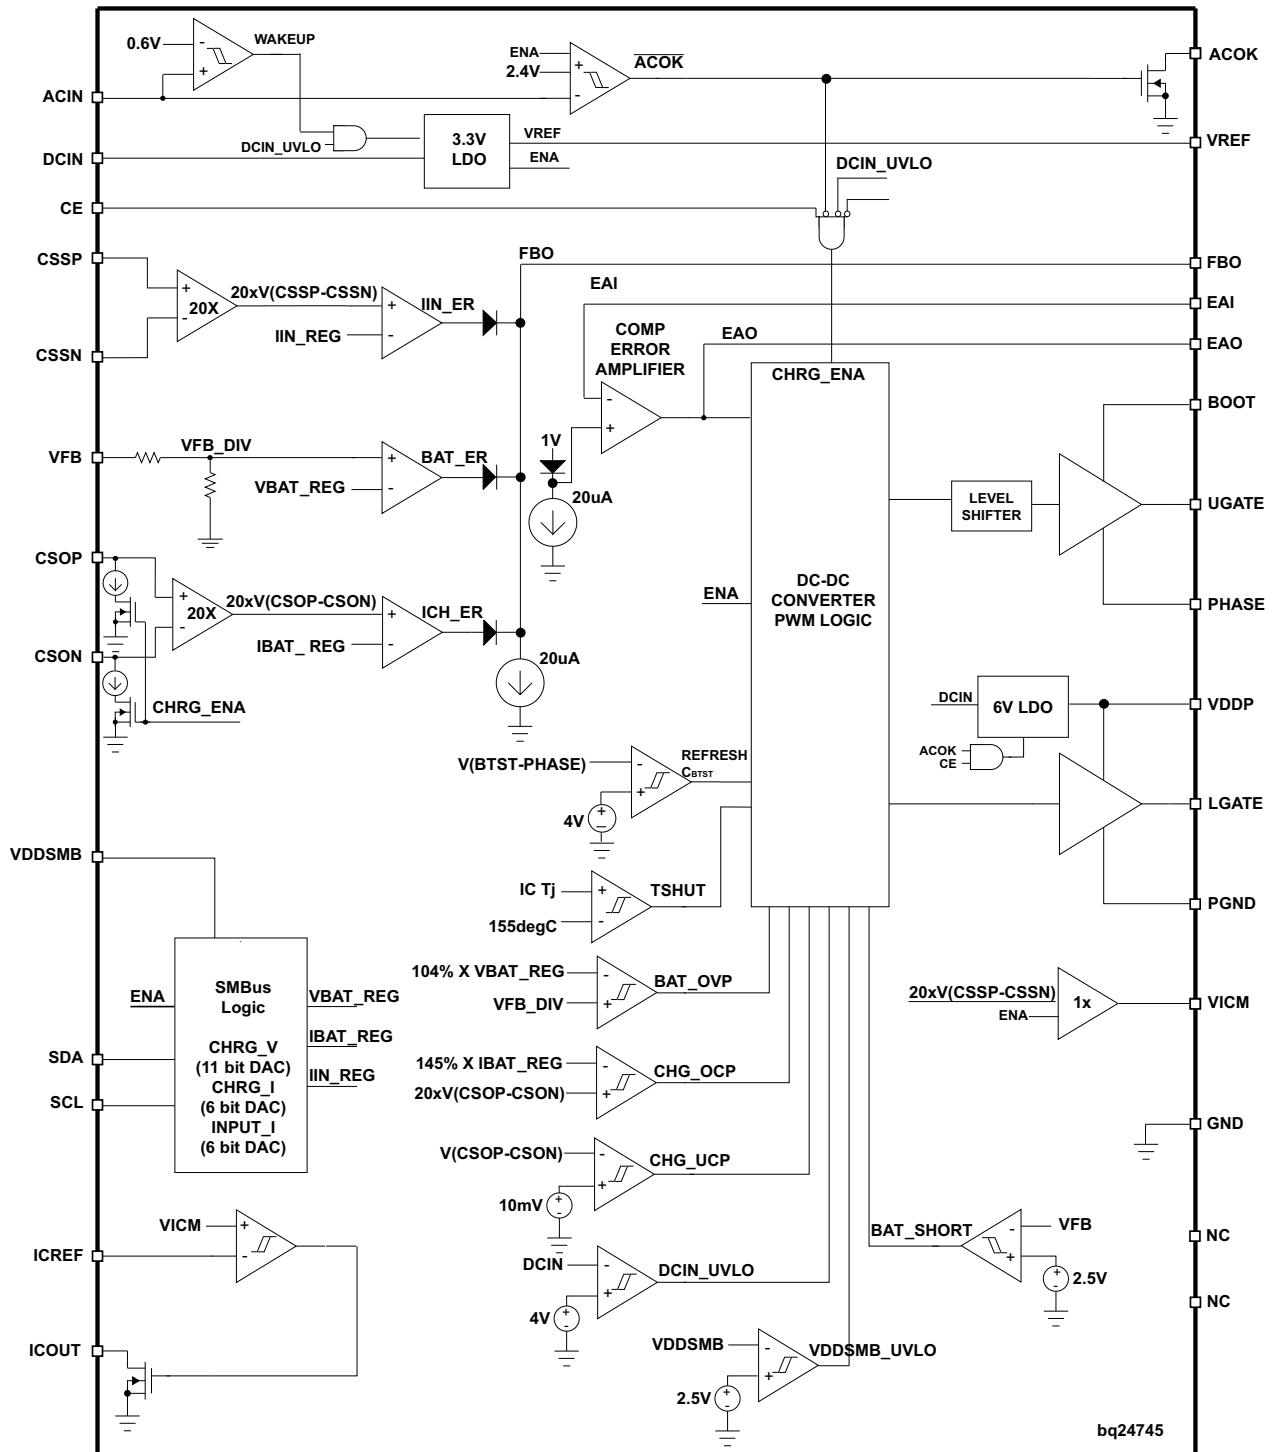 0.6V
-
WAKEUP
+
ENA
2.4V
+
-
ACOK
ACOK
ACIN
DCIN_UVLO
3.3V
LDO
VREF
ENA
VREF
DCIN
DCIN_UVLO
CE
CSSP
+
20X
-
20xV(CSSP-CSSN)
+
-
IIN_ER
IIN_REG
CSSN
FBO
FBO
EAI
EAI
COMP
ERROR
AMPLIFIER
EAO
EAO
-
+
1V
20uA
CHRG_ENA
BOOT
VFB
VFB_DIV
+
-
BAT_ER
VBAT_REG
LEVEL
SHIFTER
UGATE
CSOP
+
20X
-
20xV(CSOP-CSON)
+
-
ICH_ER
IBAT_ REG
CSON
20uA
CHRG_ENA
ENA
DC-DC
CONVERTER
PWM LOGIC
PHASE
DCIN
6V LDO
VDDP
ACOK
CE
V(BTST-PHASE)
-
+
REFRESH
CBTST
4V
+
-
LGATE
VDDSMB
IC Tj
+
155degC
-
TSHUT
PGND
SMBus
Logic
ENA
VBAT_REG
IBAT_REG
IIN_REG
CHRG_V
(11 bit DAC)
CHRG_I
(6 bit DAC)
INPUT_I
(6 bit DAC)
SDA
SCL
104% X VBAT_REG
-
VFB_DIV
+
BAT_OVP
20xV(CSSP-CSSN)
ENA
1x
VICM
145% X IBAT_REG
-
20xV(CSOP-CSON)
+
CHG_OCP
GND
V(CSOP-CSON)
-
+
CHG_UCP
10mV
+
-
VICM
+
-
ICREF
BAT_SHORT
-
VFB
+
+
-
2.5V
NC
NC
DCIN
-
+
DCIN_UVLO
4V
+
-
ICOUT
VDDSMB
-
+
VDDSMB_UVLO
2.5V
+
-
bq24745